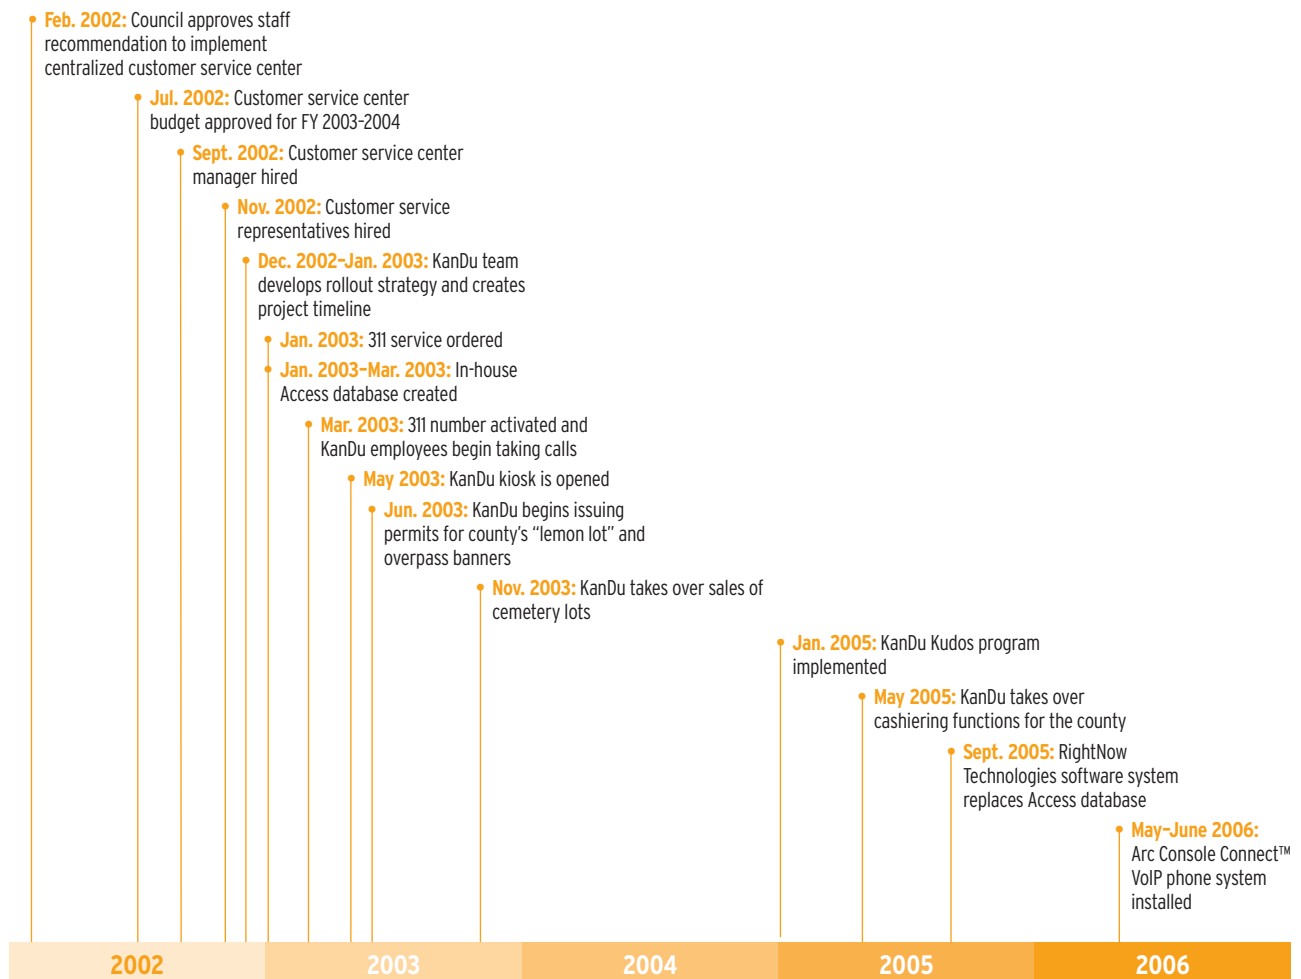 Feb. 2002: Council approves staff
recommendation to implement
centralized customer service center
Jul. 2002: Customer service center
budget approved for FY 2003-2004
Sept. 2002: Customer service center
manager hired
Nov. 2002: Customer service
representatives hired
Dec. 2002–Jan. 2003: KanDu team
develops rollout strategy and creates
project timeline
Jan. 2003: 311 service ordered
Jan. 2003–Mar. 2003: In-house
Access database created
Mar. 2003: 311 number activated and
KanDu employees begin taking calls
May 2003: KanDu kiosk is opened
Jun. 2003: KanDu begins issuing
permits for county’s “lemon lot” and
overpass banners
Nov. 2003: KanDu takes over sales of
cemetery lots
Jan. 2005: KanDu Kudos program
implemented
May 2005: KanDu takes over
cashiering functions for the county
Sept. 2005: RightNow
Technologies software system
replaces Access database
May–June 2006:
Arc Console Connect™
VoIP phone system
installed
2002 2003 2004 2005 2006